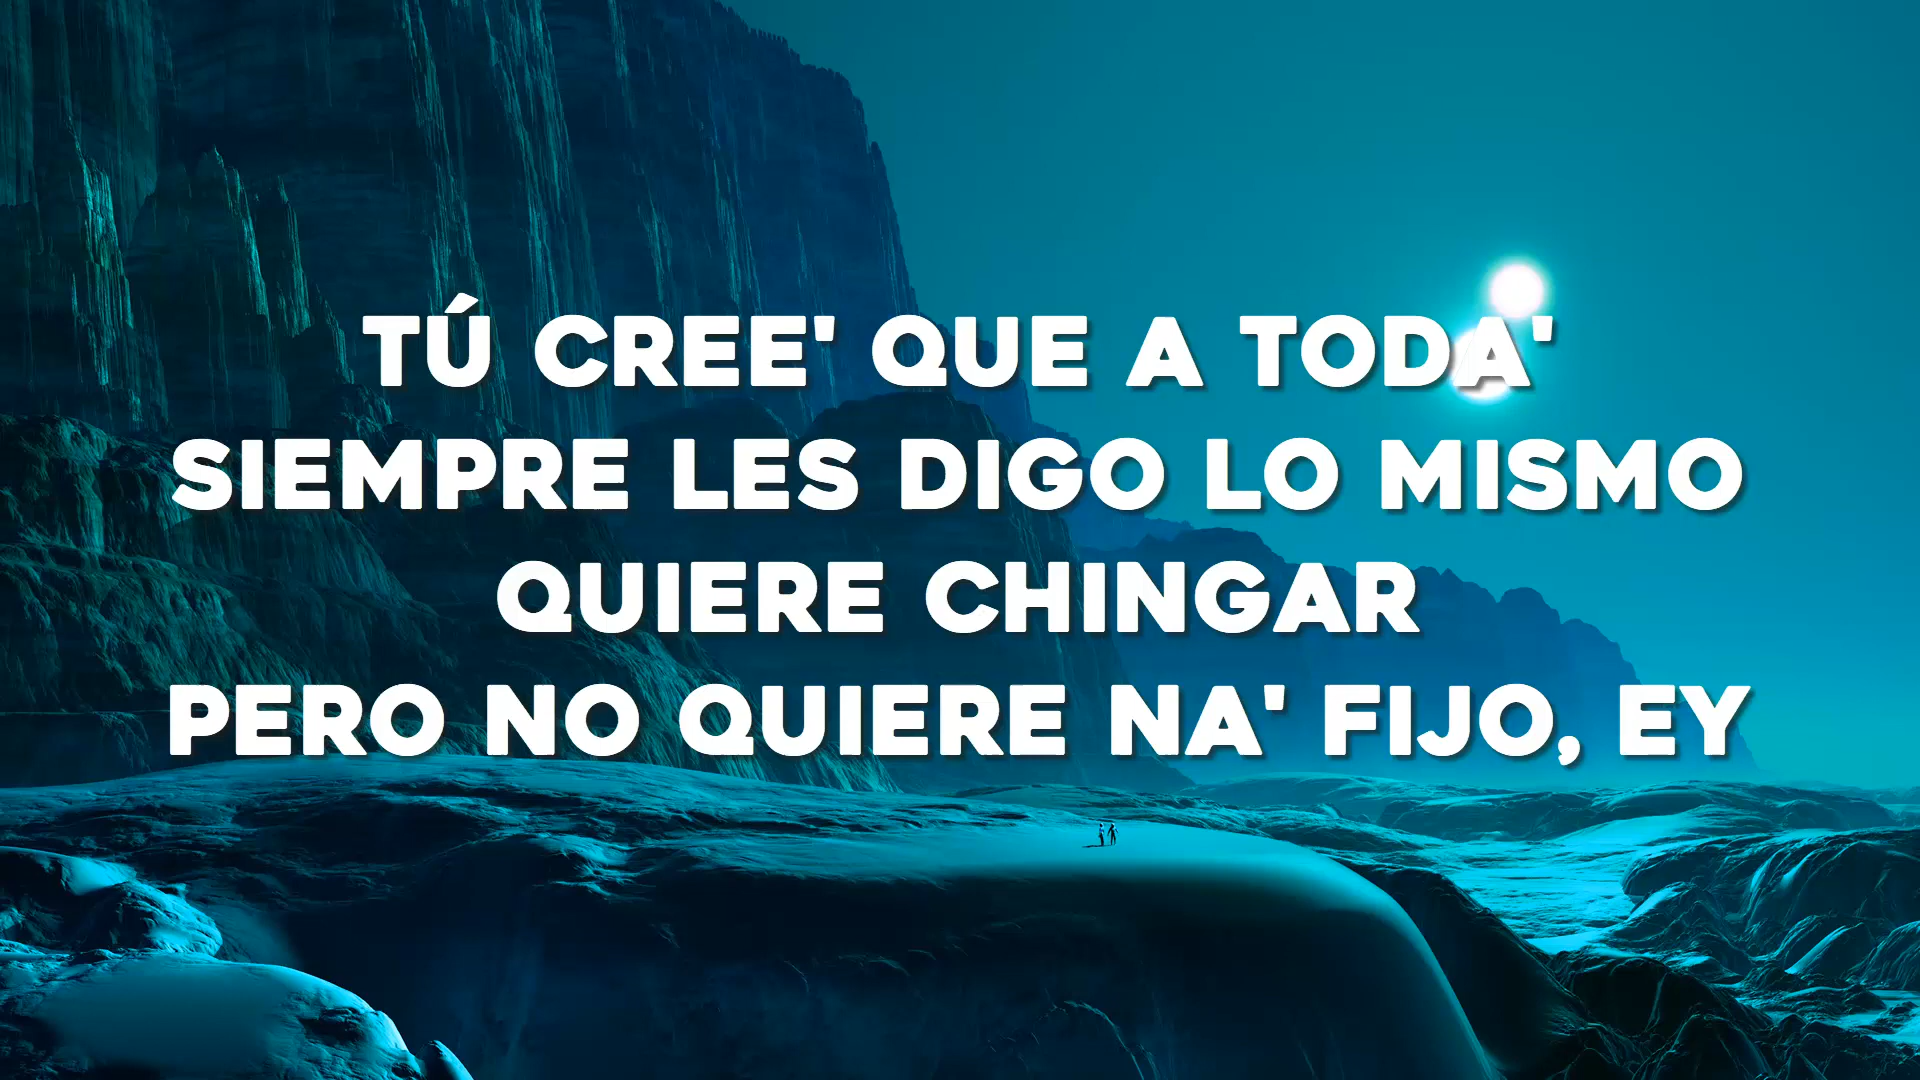 TÚ CREE' QUE A TODA'
SIEMPRE LES DIGO LO MISMO
QUIERE CHINGAR
PERO NO QUIERE NA' FIJO, EY